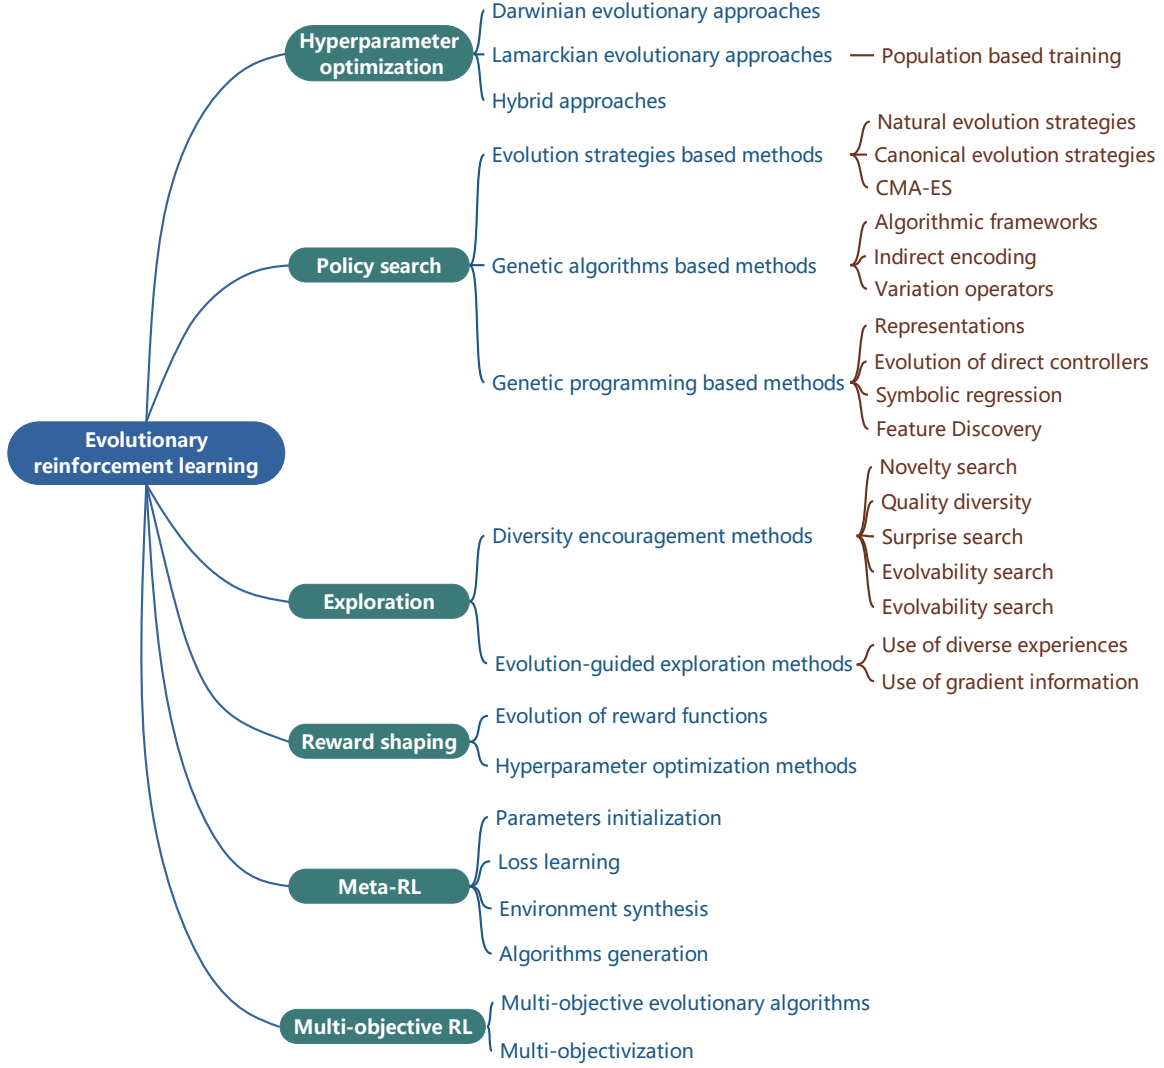 Evolutionary
reinforcement learning
Hyperparameter
optimization
Darwinian evolutionary approaches
Lamarckian evolutionary approaches
Population based training
Hybrid approaches
Policy search
Evolution strategies based methods
Natural evolution strategies
Canonical evolution strategies
CMA-ES
Genetic algorithms based methods
Algorithmic frameworks
Indirect encoding
Variation operators
Genetic programming based methods
Representations
Evolution of direct controllers
Symbolic regression
Feature Discovery
Exploration
Diversity encouragement methods
Novelty search
Quality diversity
Surprise search
Evolvability search
Evolvability search
Evolution-guided exploration methods
Use of diverse experiences
Use of gradient information
Reward shaping
Evolution of reward functions
Hyperparameter optimization methods
Meta-RL
Parameters initialization
Loss learning
Environment synthesis
Algorithms generation
Multi-objective RL
Multi-objective evolutionary algorithms
Multi-objectivization